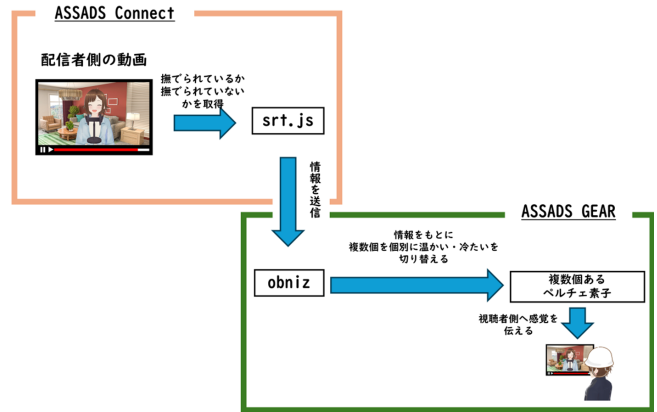 ASSADS Connect
配信者側の動画
撫でられているか
撫でられていない
かを取得
srt.js
情報を送信
ASSADS GEAR
情報をもとに
複数個を個別に温かい・冷たいを
切り替える
obniz
複数個ある
ペルチェ素子
視聴者側へ感覚を
伝える